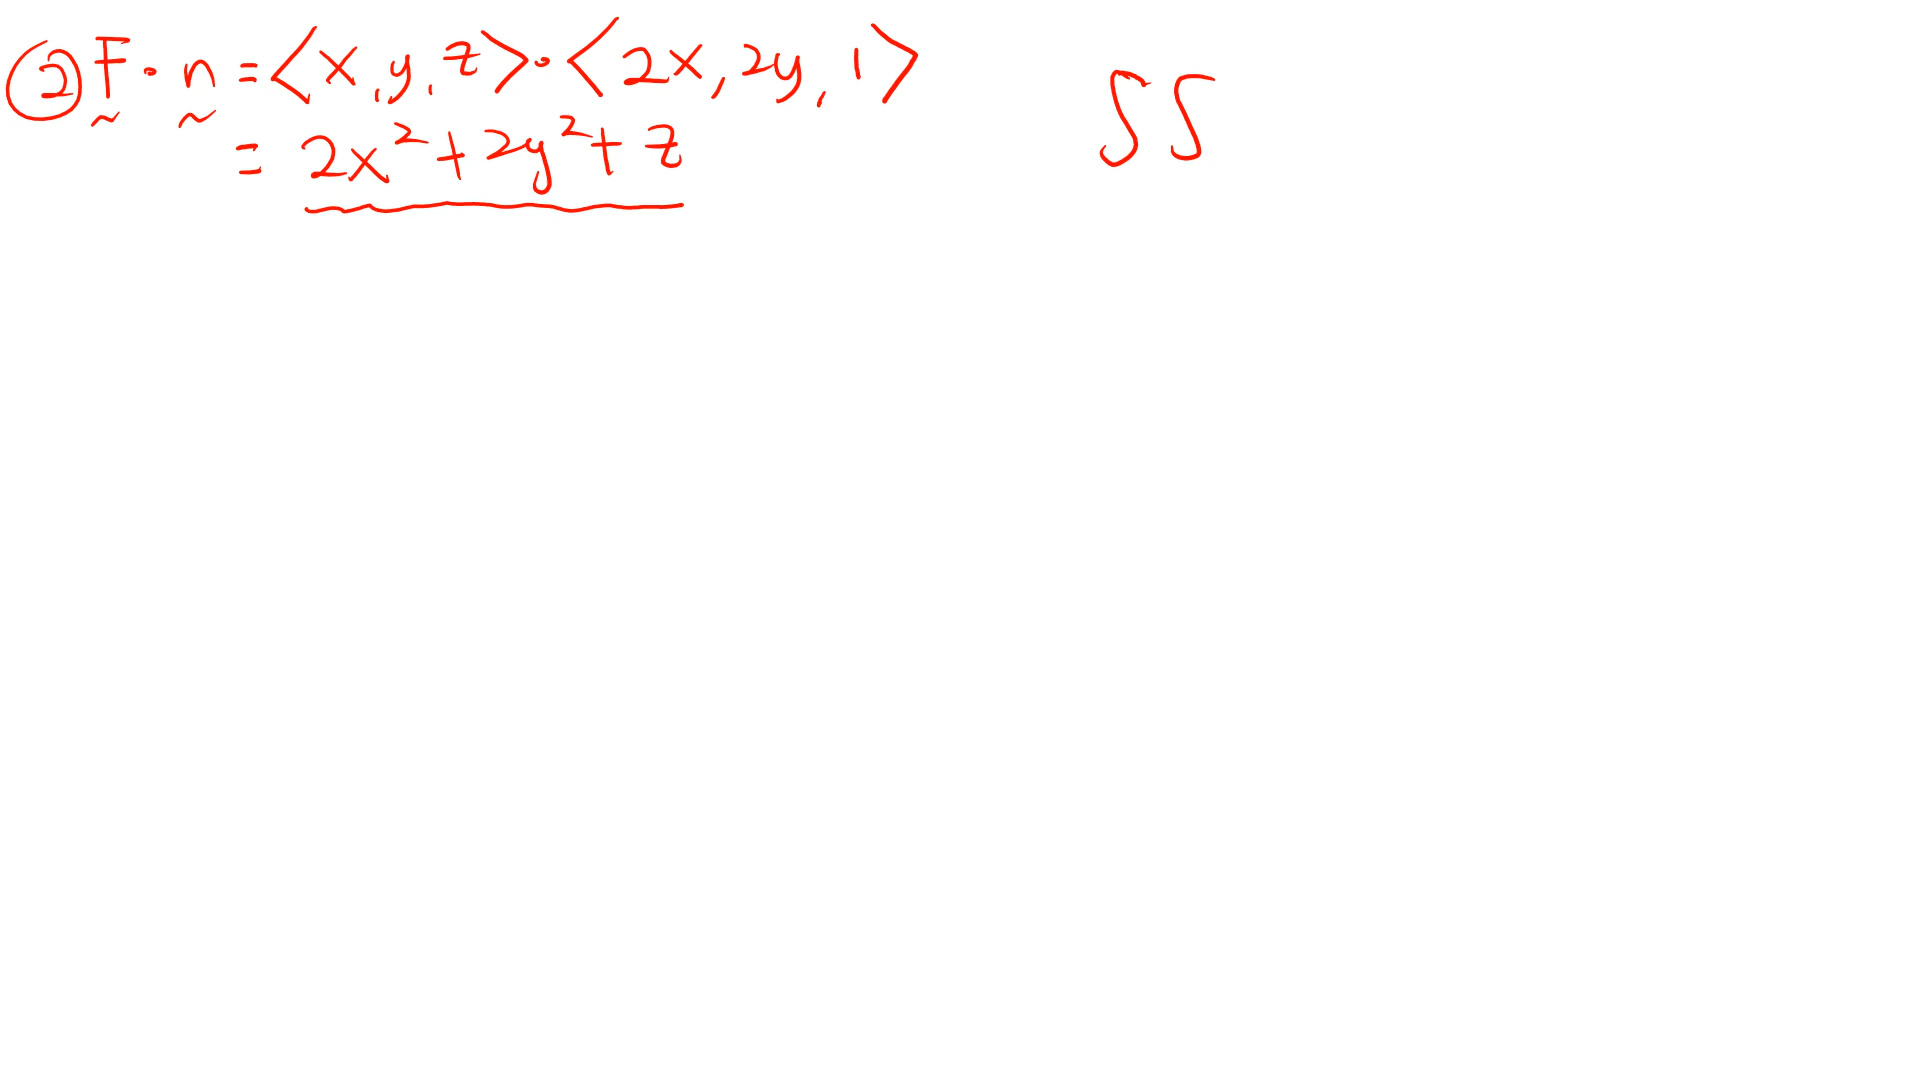 ② F · n = <x, y, z> · <2x, 2y, 1>
= 2x² + 2y² + z
∫∫